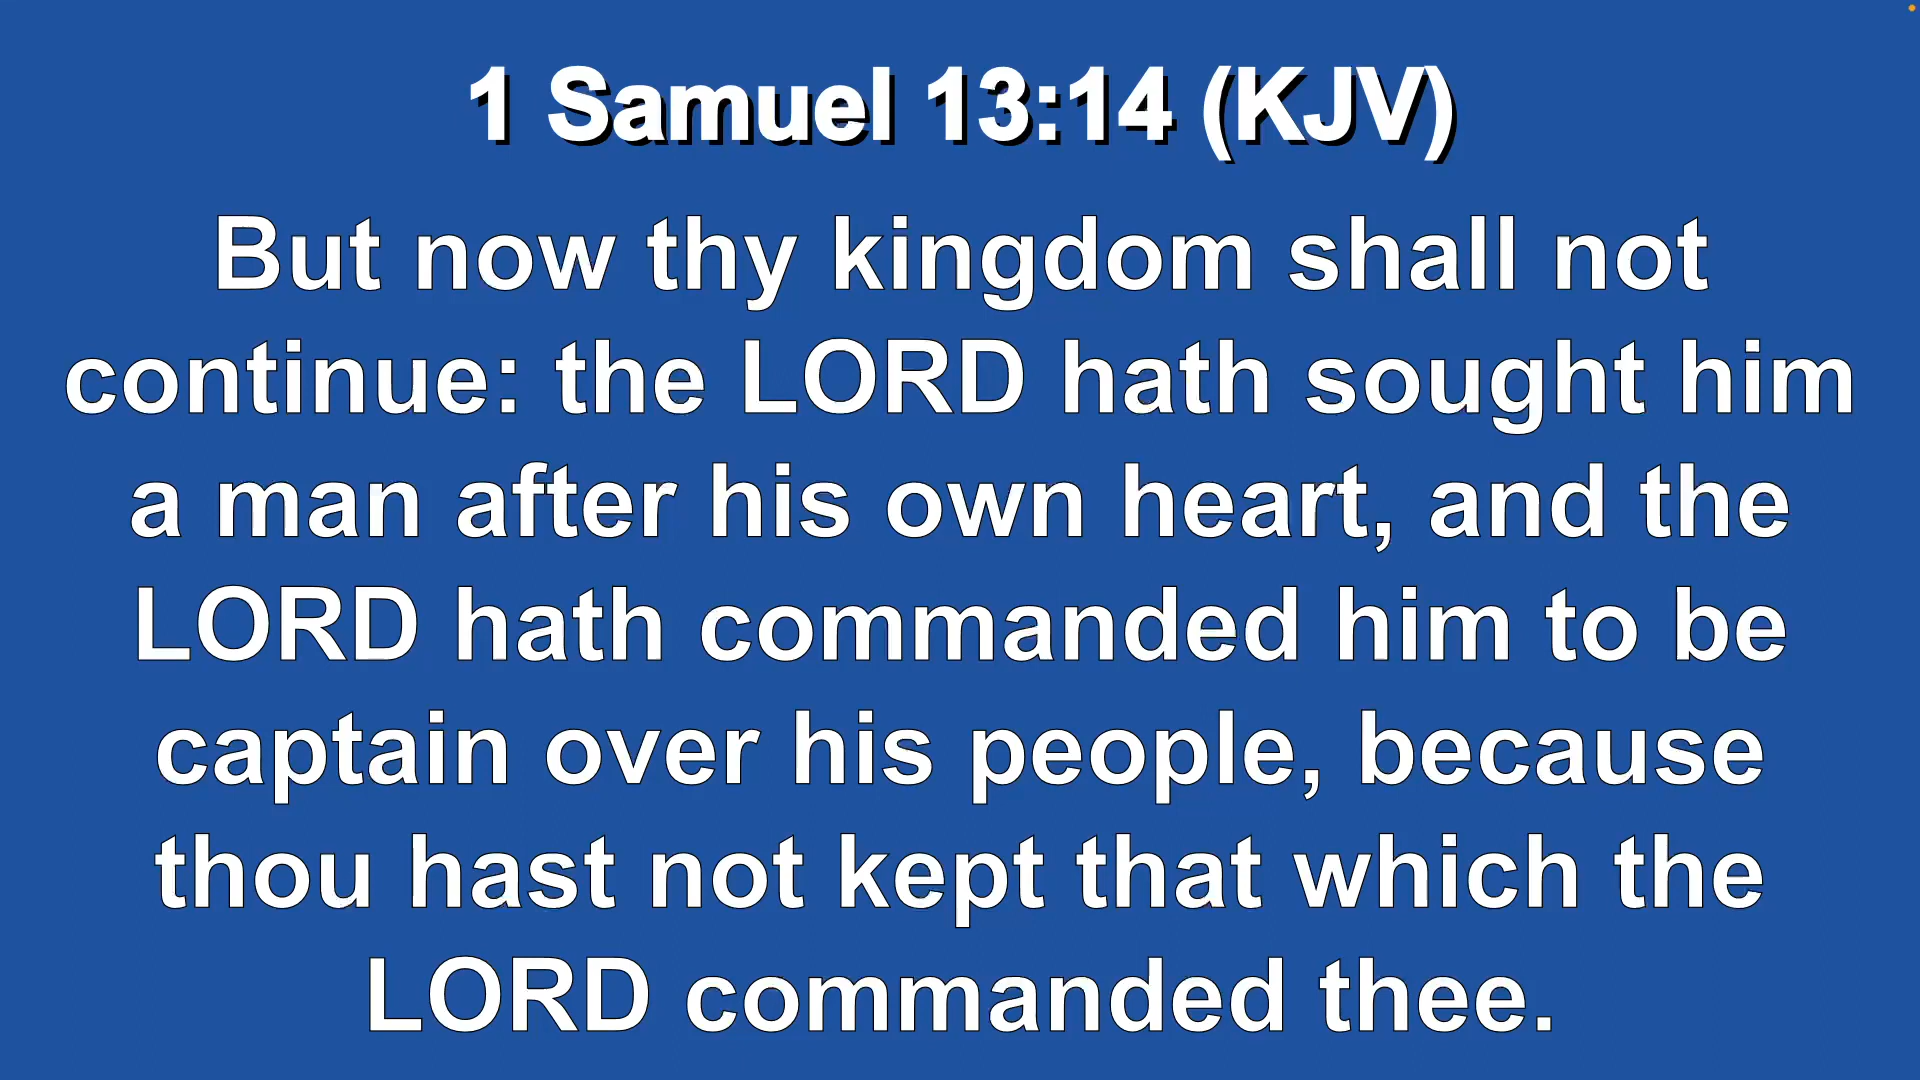 1 Samuel 13:14 (KJV)
But now thy kingdom shall not
continue: the LORD hath sought him
a man after his own heart, and the
LORD hath commanded him to be
captain over his people, because
thou hast not kept that which the
LORD commanded thee.